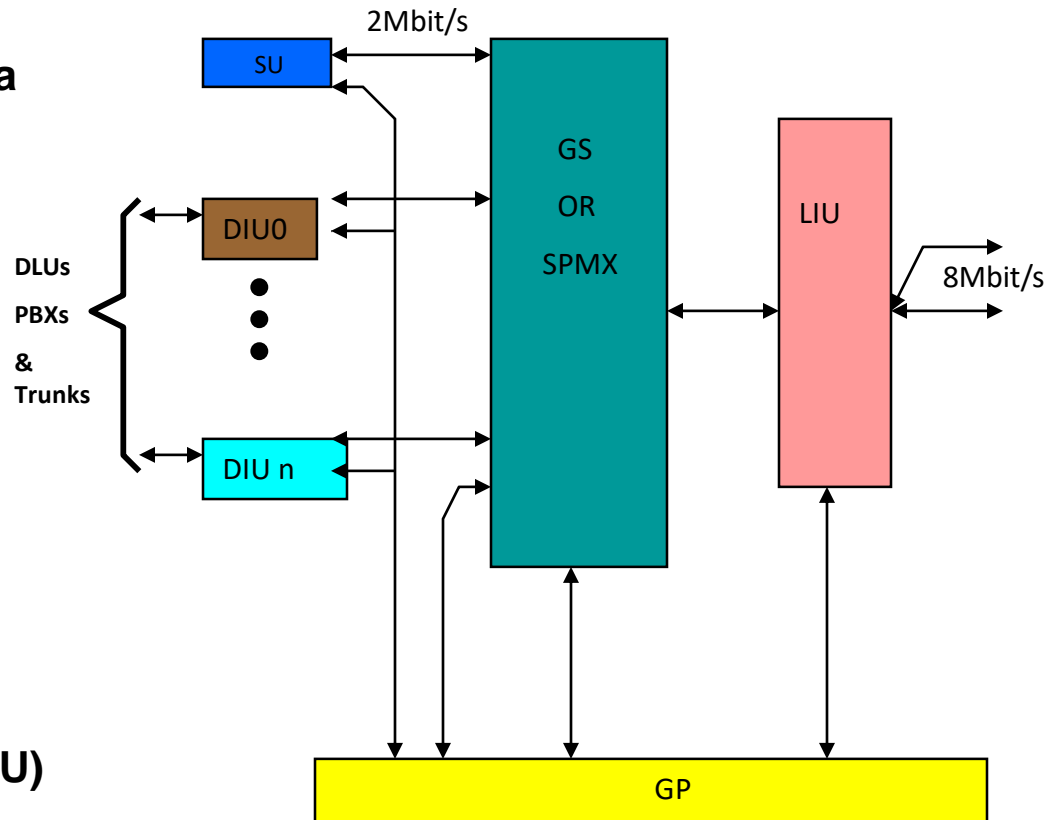 2Mbit/s
SU
a
GS
OR
SPMX
LIU
DIU0
DLUs
PBXs
&
Trunks
8Mbit/s
DIU n
U)
GP